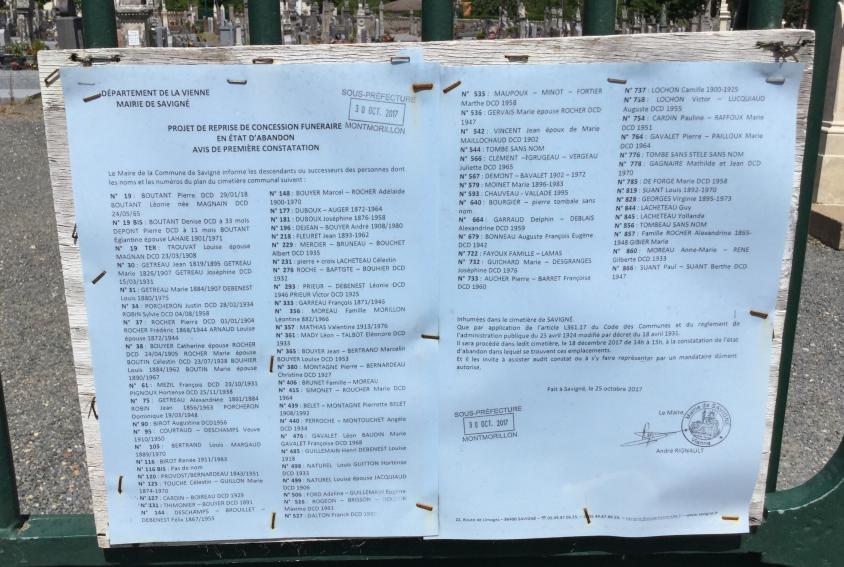 DÉPARTEMENT DE LA VIENNE
MAIRIE DE SAVIGNÉ
SOUS-PRÉFECTURE
30 OCT. 2017
MONTMORILLON
PROJET DE REPRISE DE CONCESSION FUNÉRAIRE
EN ÉTAT D'ABANDON
AVIS DE PREMIÈRE CONSTATATION
Le Maire de la Commune de Savigné informe les descendants ou successeurs des personnes dont
les noms et les numéros du plan du cimetière communal suivent :
N° 19 : BOUTANT Pierre DCD 29/01/18
BOUTANT Léonie née MAGNAIN DCD
24/05/65
N° 19 BIS : BOUTANT Denise DCD à 33 mois
DEPONT Pierre DCD à 11 mois BOUTANT
Eglantine épouse LAHAIE 1901/1971
N° 19 TER : TROUVAT Louise épouse
MAGNAN DCD 23/03/1908
N° 30 : GETREAU Jean 1819/1895 GETREAU
Marie 1826/1907 GETREAU Joséphine DCD
15/03/1931
N° 31 : GETREAU Marie 1884/1907 DEBENEST
Louis 1880/1975
N° 34 : PORCHERON Justin DCD 28/02/1934
ROBIN Sylvie DCD 04/08/1958
N° 37 : ROCHER Pierre DCD 01/01/1904
ROCHER Frédéric 1866/1944 ARNAUD Louise
épouse 1872/1944
N° 38 : BOUYER Catherine épouse ROCHER
DCD 24/04/1905 ROCHER Marie épouse
BOUTIN Célestin DCD 23/07/1938 BOUHIER
Louis 1884/1962 BOUTIN Marie épouse
1890/1967
N° 61 : MEZIL François DCD 20/10/1931
PIGNOUX Hortense DCD 25/11/1938
N° 75 : GETREAU Alexandrine 1861/1884
ROBIN Jean 1856/1963 PORCHERON
Dominique 19/03/1948
N° 90 : BIROT Augustine DCD1956
N° 95 : COURTAUD – DESCHAMPS Veuve
1910/1950
N° 105 : BERTRAND Louis MARGAUD
1889/1970
N° 116 : BIROT Renée 1911/1983
N° 116 BIS : Pas de nom
N° 120 : PROVOST/BERNARDEAU 1843/1951
N° 125 : TOUCHÉ Célestin – GUILLON Marie
1874-1970
N° 127 : CARDIN – BOIREAU DCD 1929
N° 131 : THIMONIER – BOUYER DCD 1891
N° 144 : DESCHAMPS – BROUILLET –
DEBENEST Félix 1867/1955
N° 148 : BOUYER Marcel – ROCHER Adélaïde
1900-1970
N° 177 : DUBOUX – AUGER 1872-1964
N° 181 : DUBOUX Joséphine 1876-1958
N° 196 : DEJEAN – BOUYER André 1908/1980
N° 218 : FLEURET Jean 1893-1962
N° 229 : MERCIER – BRUNEAU – BOUCHET
Albert DCD 1935
N° 231 : pierre + croix LACHETEAU Célestin
N° 276 ROCHE – BAPTISTE – BOUHIER DCD
1932
N° 293 : PRIEUR – DEBENEST Léonie DCD
1946 PRIEUR Victor DCD 1925
N° 333 : GARREAU François 1871/1946
N° 356 : MOREAU Famille MORILLON
Léontine 882/1966
N° 357 : MATHIAS Valentine 1913/1976
N° 361 : MADY Léon – TALBOT Eléonore DCD
1933
N° 365 : BOUYER Jean – BERTRAND Marcelin
BOUYER Louise DCD 1953
N° 380 : MONTAGNE Pierre – BERNARDEAU
Christine DCD 1927
N° 406 : BRUNET Famille – MOREAU
N° 415 : SIMONET – ROUCHER Marie DCD
1964
N° 439 : BELET – MONTAGNE Pierrette BELET
1908/1992
N° 440 : PERROCHE – MONTOUCHET Angèle
DCD 1934
N° 476 : GAVALET Léon BAUDIN Marie
GAVALET Françoise DCD 1968
N° 485 : GUILLEMAIN Henri DEBENEST Louise
1918
N° 498 : NATUREL Louis GUITTON Hortense
DCD 1933
N° 499 : NATUREL Louise épouse JACQUAUD
DCD 1906
N° 506 : FORD Adeline – GUILLEMAIN Eugène
N° 526 : ROGEON – BRISSON –
Maxime DCD 1961
N° 527 : DALTON Franck DCD
N° 535 : MAUPOUX – MINOT – FORTIER
Marthe DCD 1958
N° 536 : GERVAIS Marie épouse ROCHER DCD
1947
N° 542 : VINCENT Jean époux de Marie
MAILLOCHAUD DCD 1902
N° 544 : TOMBE SANS NOM
N° 566 : CLÉMENT –FGRUGEAU – VERGEAU
Juliette DCD 1965
N° 567 : DEMONT – BAVALET 1902 – 1972
N° 579 : MOINET Marie 1896-1983
N° 593 : CHAUVEAU - VALLADE 1995
N° 640 : BOURGIER – pierre tombale sans
nom
N° 664 : GARRAUD Delphin – DEBLAIS
Alexandrine DCD 1959
N° 679 : BONNEAU Auguste François Eugène
DCD 1942
N° 722 : FAYOUX FAMILLE – LAMAS
N° 732 : GUICHARD Marie – DESGRANGES
Joséphine DCD 1976
N° 733 : AUCHER Pierre – BARRET Françoise
DCD 1960
N° 737 : LOCHON Camille 1900-1925
N° 758 : LOCHON Victor – LUCQUIAUD
Auguste DCD 1955
N° 754 : CARDIN Pauline – RAFFOUX Marie
DCD 1951
N° 764 : GAVALET Pierre – PAILLOUX Marie
DCD 1964
N° 776 : TOMBE SANS STELE SANS NOM
N° 778 : GAGNAIRE Mathilde et Jean DCD
1970
N° 785 : DE FORGE Marie DCD 1958
N° 819 : SUANT Louis 1892-1970
N° 828 : GEORGES Virginie 1895-1973
N° 844 : LACHETEAU Guy
N° 845 : LACHETEAU Yollanda
N° 856 : TOMBEAU SANS NOM
N° 857 : Famille ROCHER Alexandrine 1865-
1948 GIBIER Marie
N° 860 : MOREAU Anne-Maria – RENE
Gilberte DCD 1933
N° 866 : SUANT Paul – SUANT Berthe DCD
1947
Inhumées dans le cimetière de SAVIGNÉ.
Que par application de l'article L361.17 du Code des Communes et du règlement de
l'administration publique du 25 avril 1924 modifié par décret du 18 avril 1931.
Il sera procédé dans ledit cimetière, le 18 décembre 2017 de 14h à 15h, à la constatation de l'état
d'abandon dans lequel se trouvent ces emplacements.
Et il les invite à assister audit constat ou à s'y faire représenter par un mandataire dûment
autorisé.
Fait à Savigné, le 25 octobre 2017
SOUS-PRÉFECTURE
30 OCT. 2017
MONTMORILLON
Le Maire,
Mairie de SAVIGNÉ
Vienne
André RIGNAULT
22, Route de Limoges – 86400 SAVIGNÉ –